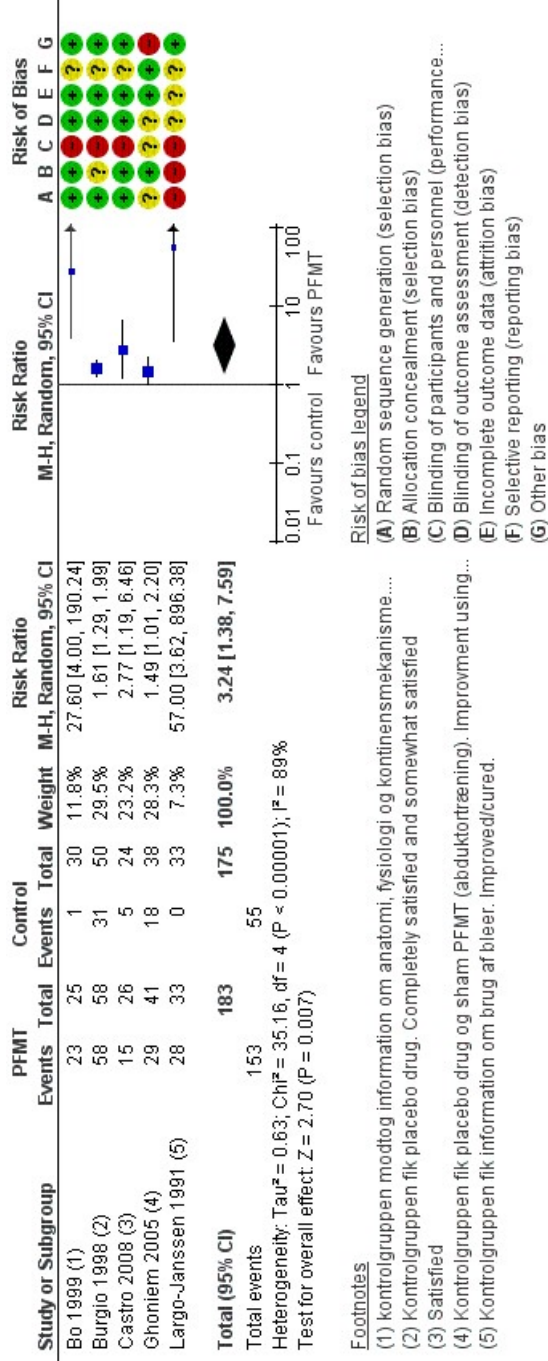 PFMT Control Risk Ratio Risk Ratio Risk of Bias
Study or Subgroup Events Total Events Total Weight M-H, Random, 95% CI M-H, Random, 95% CI A B C D E F G
Bo 1999 (1) 23 25 1 30 11.8% 27.60 [4.00, 190.24] + + - + + ? +
Burgio 1998 (2) 58 58 31 50 29.5% 1.61 [1.29, 1.99] + ? - + + ? +
Castro 2008 (3) 15 26 5 24 23.2% 2.77 [1.19, 6.46] + + - + + ? +
Ghoniem 2005 (4) 29 41 18 38 28.3% 1.49 [1.01, 2.20] ? + ? ? + + -
Largo-Janssen 1991 (5) 28 33 0 33 7.3% 57.00 [3.62, 896.38] - - - ? ? ? +
Total (95% CI) 183 175 100.0% 3.24 [1.38, 7.59]
Total events 153 55
Heterogeneity: Tau² = 0.63; Chi² = 35.16, df = 4 (P < 0.00001); I² = 89%
Test for overall effect: Z = 2.70 (P = 0.007)
0.01 0.1 1 10 100
Favours control Favours PFMT
Footnotes
(1) kontrolgruppen modtog information om anatomi, fysiologi og kontinensmekanisme....
(2) Kontrolgruppen fik placebo drug. Completely satisfied and somewhat satisfied
(3) Satisfied
(4) Kontrolgruppen fik placebo drug og sham PFMT (abduktortræning). Improvment using...
(5) Kontrolgruppen fik information om brug af bleer. Improved/cured.
Risk of bias legend
(A) Random sequence generation (selection bias)
(B) Allocation concealment (selection bias)
(C) Blinding of participants and personnel (performance...
(D) Blinding of outcome assessment (detection bias)
(E) Incomplete outcome data (attrition bias)
(F) Selective reporting (reporting bias)
(G) Other bias